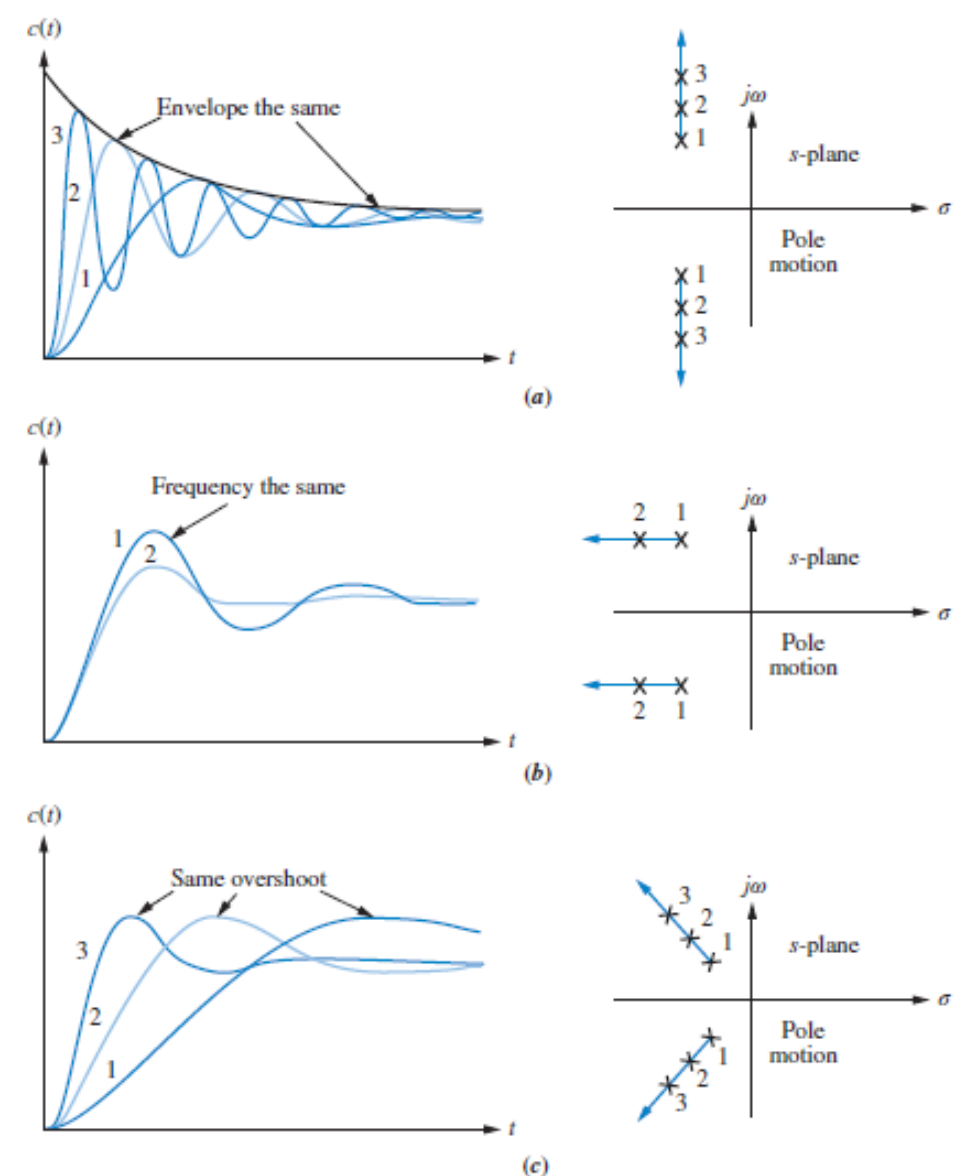 c(t)
Envelope the same
3
2
1
t
3
2
1
jω
s-plane
σ
Pole
motion
1
2
3
(a)
c(t)
Frequency the same
1
2
t
2 1
jω
s-plane
σ
Pole
motion
2 1
(b)
c(t)
Same overshoot
3
2
1
t
3
2
1
jω
s-plane
σ
Pole
motion
1
2
3
(c)